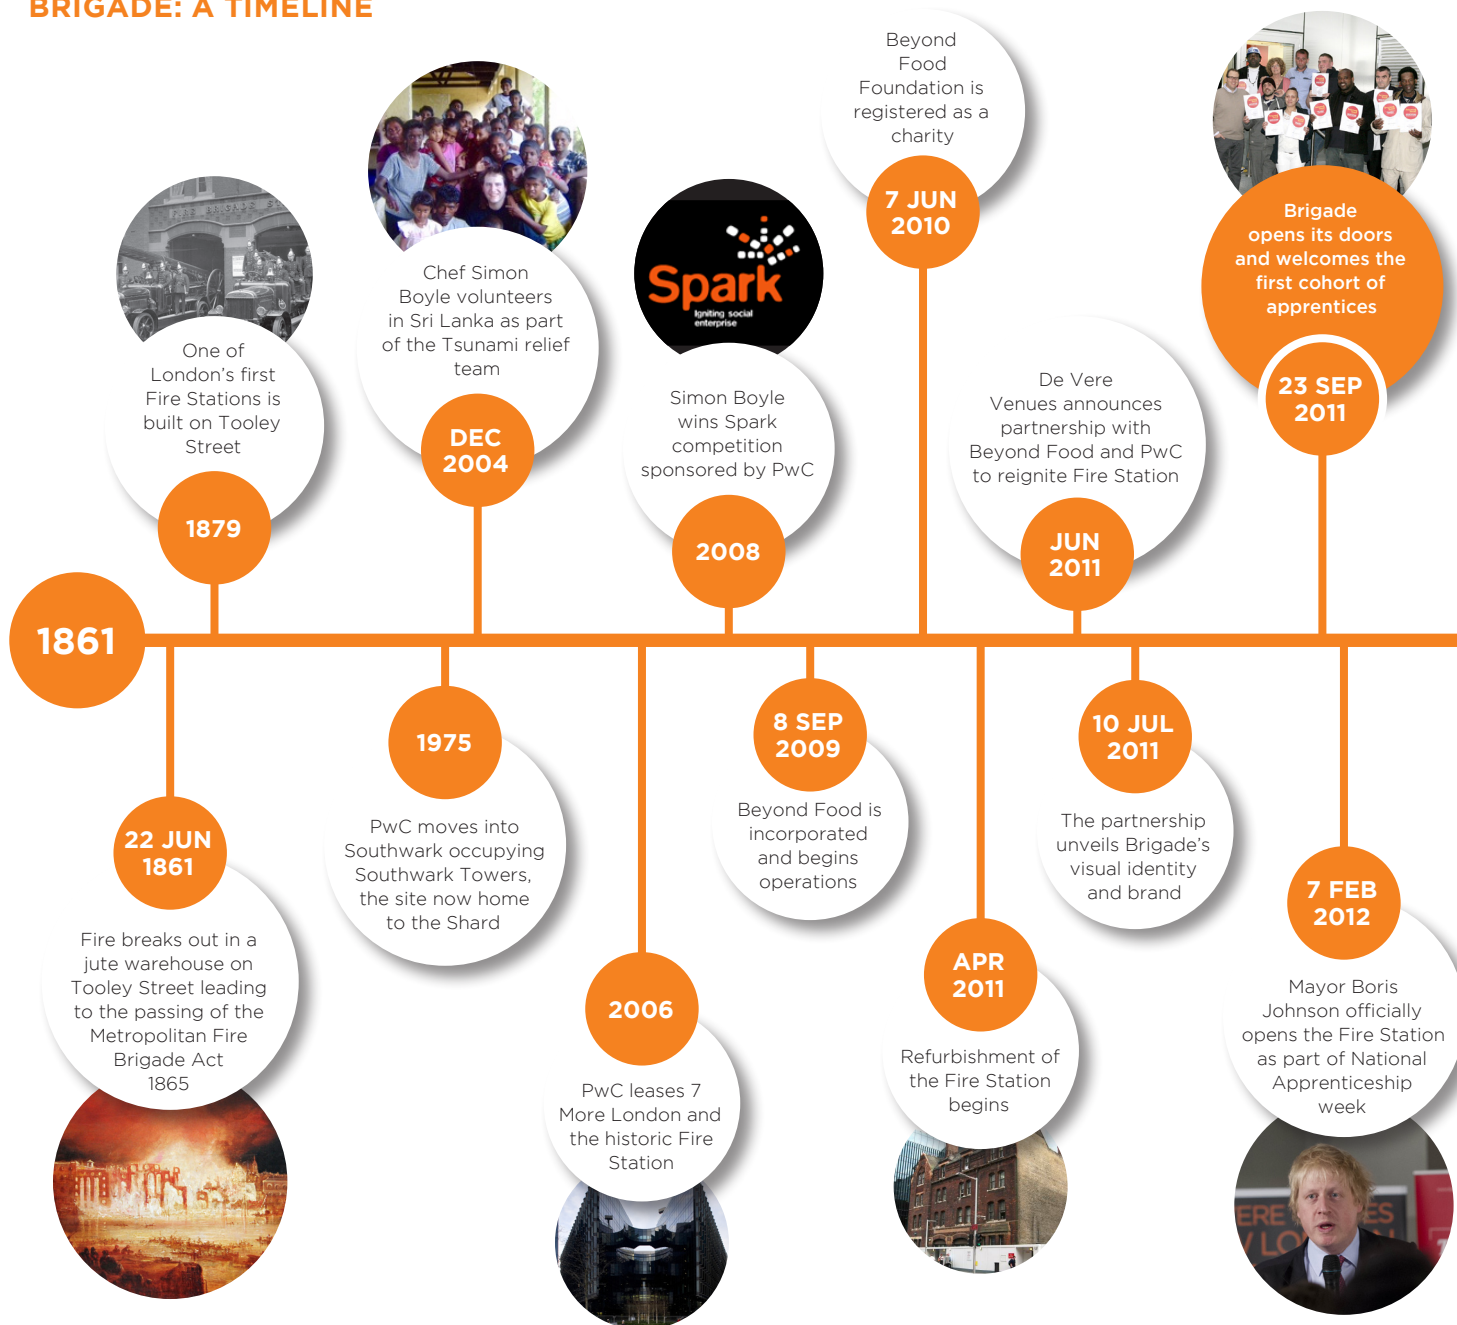 BRIGADE: A TIMELINE
1861
22 JUN
1861
Fire breaks out in a
jute warehouse on
Tooley Street leading
to the passing of the
Metropolitan Fire
Brigade Act
1865
One of
London’s first
Fire Stations is
built on Tooley
Street
1879
1975
PwC moves into
Southwark occupying
Southwark Towers,
the site now home
to the Shard
Chef Simon
Boyle volunteers
in Sri Lanka as part
of the Tsunami relief
team
DEC
2004
2006
PwC leases 7
More London and
the historic Fire
Station
Spark
Igniting social
enterprise
Simon Boyle
wins Spark
competition
sponsored by PwC
2008
8 SEP
2009
Beyond Food is
incorporated
and begins
operations
Beyond
Food
Foundation is
registered as a
charity
7 JUN
2010
APR
2011
Refurbishment of
the Fire Station
begins
De Vere
Venues announces
partnership with
Beyond Food and PwC
to reignite Fire Station
JUN
2011
10 JUL
2011
The partnership
unveils Brigade’s
visual identity
and brand
Brigade
opens its doors
and welcomes the
first cohort of
apprentices
23 SEP
2011
7 FEB
2012
Mayor Boris
Johnson officially
opens the Fire Station
as part of National
Apprenticeship
week